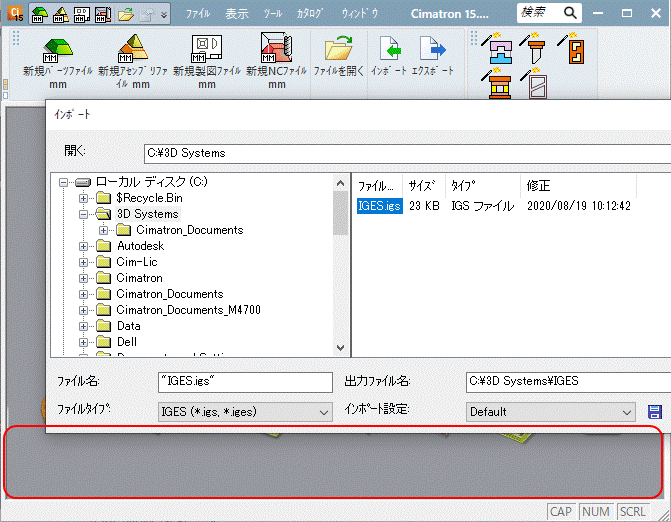 Ci 15 ファイル 表示 ツール カタログ ウィンドウ Cimatron 15.... 検索
新規パーツファイル mm
新規アセンブリファイル mm
新規製図ファイル mm
新規NCファイル mm
ファイルを開く
インポート
エクスポート
インポート
開く: C:¥3D Systems
ローカル ディスク (C:)
$Recycle.Bin
3D Systems
Cimatron_Documents
Autodesk
Cim-Lic
Cimatron
Cimatron_Documents
Cimatron_Documents_M4700
Data
Dell
ファイル... サイズ タイプ 修正
IGES.igs 23 KB IGS ファイル 2020/08/19 10:12:42
ファイル名: "IGES.igs" 出力ファイル名: C:¥3D Systems¥IGES
ファイルタイプ: IGES (*.igs, *.iges) インポート設定: Default
CAP NUM SCRL